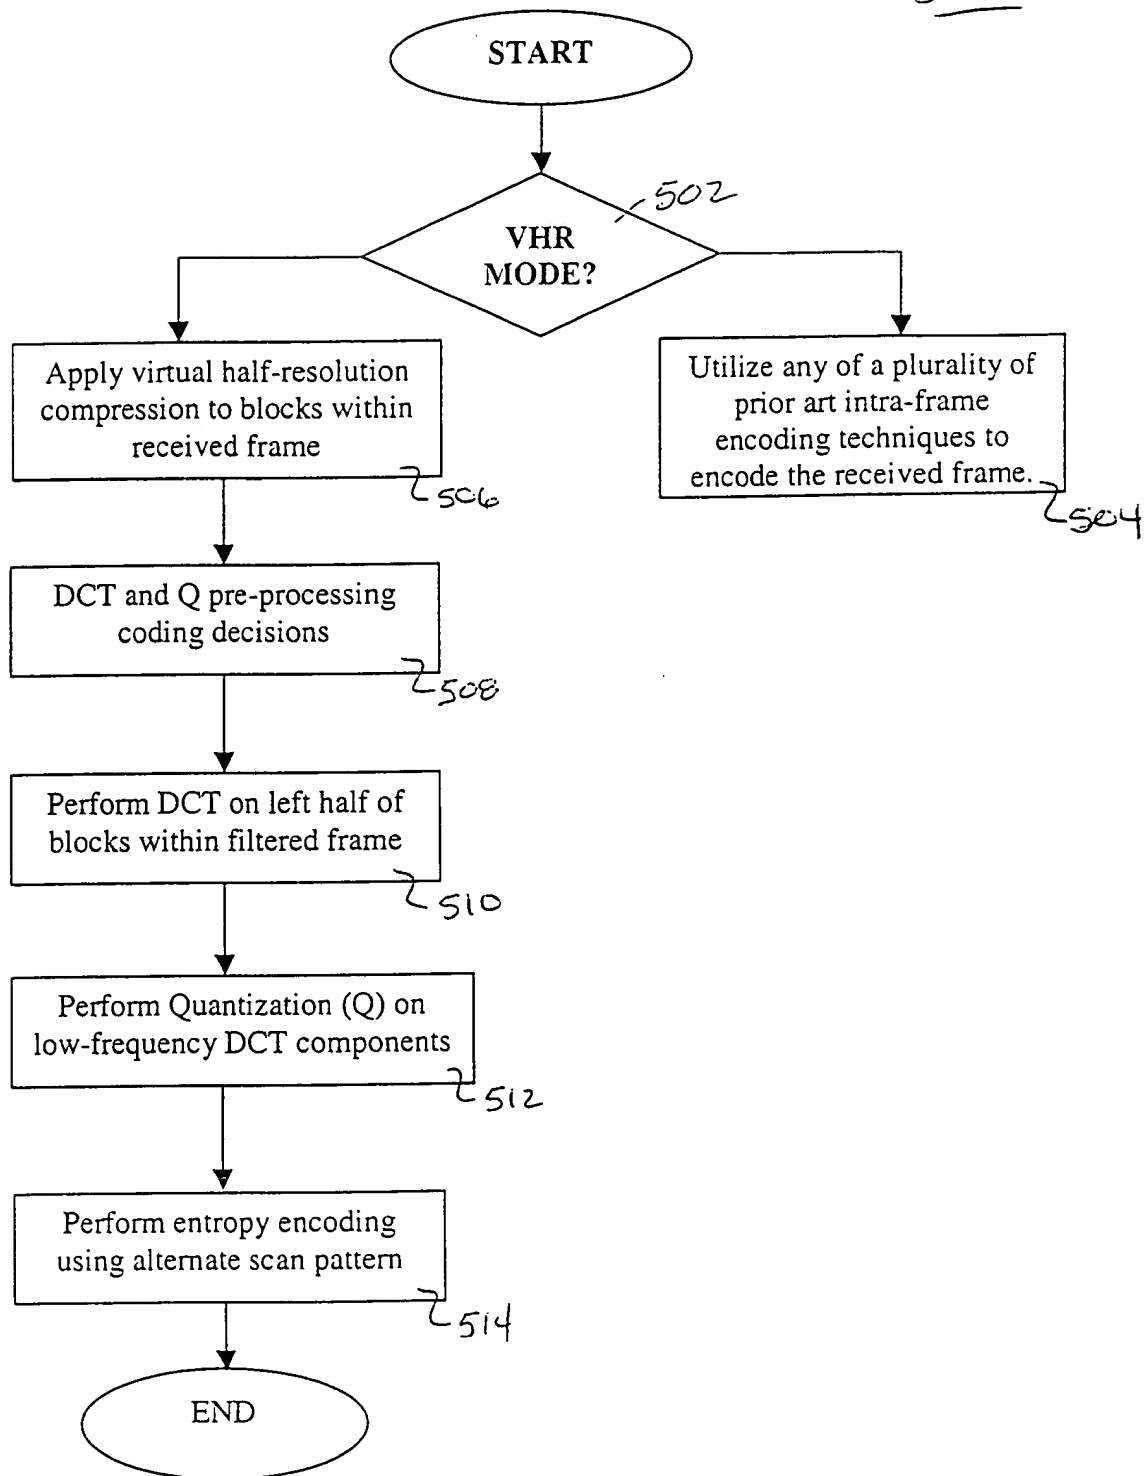 START
502
VHR
MODE?
Apply virtual half-resolution
compression to blocks within
received frame
506
Utilize any of a plurality of
prior art intra-frame
encoding techniques to
encode the received frame.
504
DCT and Q pre-processing
coding decisions
508
Perform DCT on left half of
blocks within filtered frame
510
Perform Quantization (Q) on
low-frequency DCT components
512
Perform entropy encoding
using alternate scan pattern
514
END